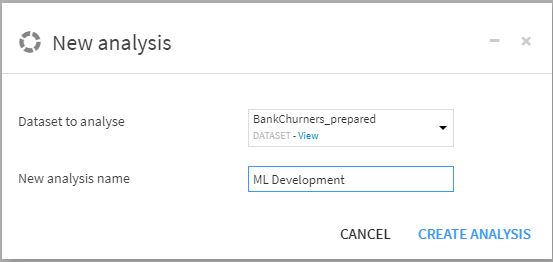 New analysis
Dataset to analyse
BankChurners_prepared
DATASET - View
New analysis name
ML Development
CANCEL CREATE ANALYSIS